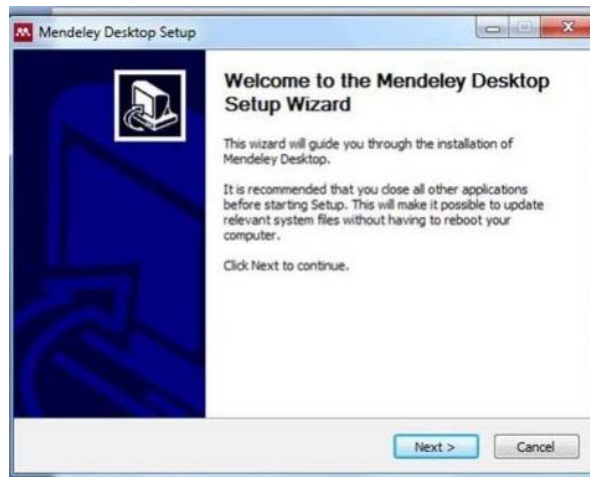 Mendeley Desktop Setup
Welcome to the Mendeley Desktop
Setup Wizard
This wizard will guide you through the installation of
Mendeley Desktop.
It is recommended that you close all other applications
before starting Setup. This will make it possible to update
relevant system files without having to reboot your
computer.
Click Next to continue.
Next >
Cancel